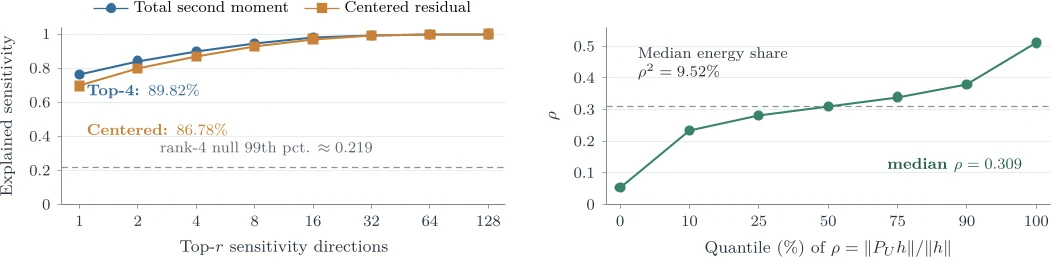 Total second moment
Centered residual
Explained sensitivity
1
0.8
0.6
0.4
0.2
0
Top-4: 89.82%
Centered: 86.78%
rank-4 null 99th pct. ≈ 0.219
1 2 4 8 16 32 64 128
Top-r sensitivity directions
ρ
0.5
0.4
0.3
0.2
0.1
0
Median energy share
ρ² = 9.52%
median ρ = 0.309
0 10 25 50 75 90 100
Quantile (%) of ρ = ‖P_U h‖/‖h‖